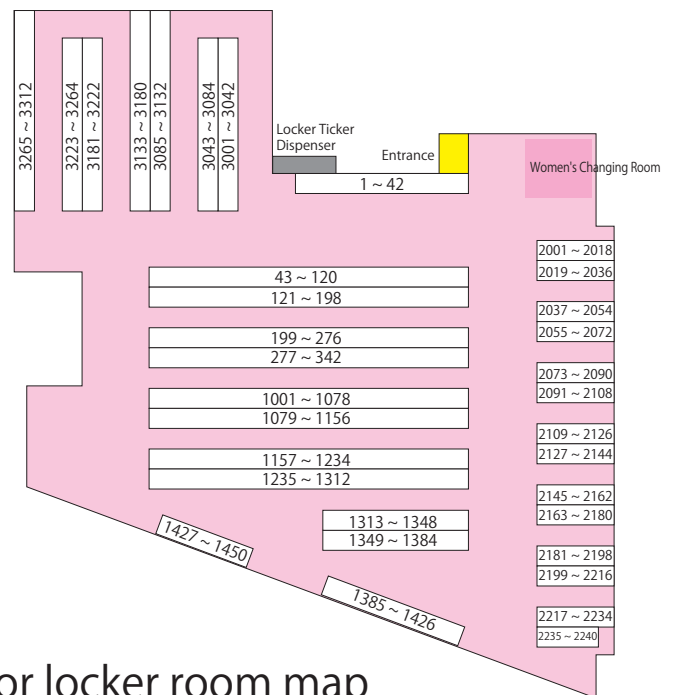 3265 ~ 3312
3223 ~ 3264
3181 ~ 3222
3133 ~ 3180
3085 ~ 3132
3043 ~ 3084
3001 ~ 3042
Locker Ticker
Dispenser
Entrance
1 ~ 42
Women's Changing Room
43 ~ 120
121 ~ 198
199 ~ 276
277 ~ 342
1001 ~ 1078
1079 ~ 1156
1157 ~ 1234
1235 ~ 1312
1313 ~ 1348
1349 ~ 1384
1427 ~ 1450
1385 ~ 1426
2001 ~ 2018
2019 ~ 2036
2037 ~ 2054
2055 ~ 2072
2073 ~ 2090
2091 ~ 2108
2109 ~ 2126
2127 ~ 2144
2145 ~ 2162
2163 ~ 2180
2181 ~ 2198
2199 ~ 2216
2217 ~ 2234
2235 ~ 2240
or locker room map